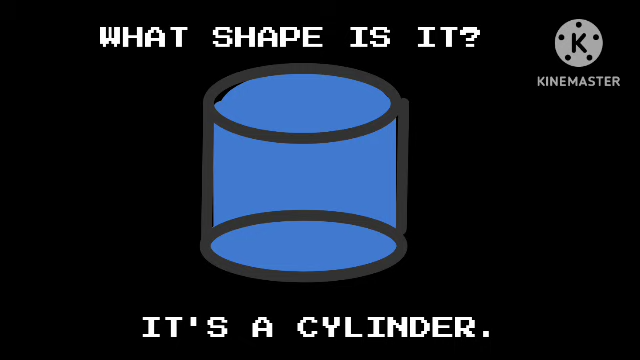 WHAT SHAPE IS IT?
K
KINEMASTER
IT'S A CYLINDER.